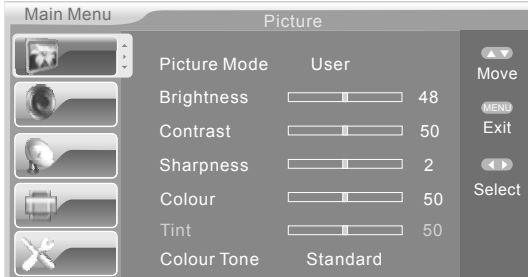 Main Menu
Picture
Picture Mode User
Brightness 48
Contrast 50
Sharpness 2
Colour 50
Tint 50
Colour Tone Standard
Move
MENU
Exit
Select